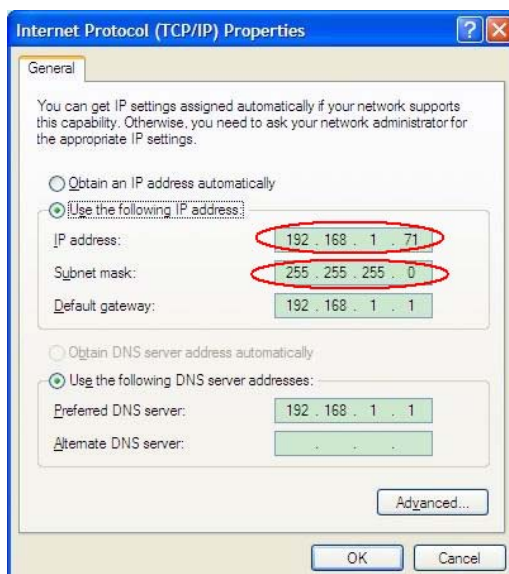 Internet Protocol (TCP/IP) Properties
General
You can get IP settings assigned automatically if your network supports
this capability. Otherwise, you need to ask your network administrator for
the appropriate IP settings.
Obtain an IP address automatically
Use the following IP address:
IP address: 192 . 168 . 1 . 71
Subnet mask: 255 . 255 . 255 . 0
Default gateway: 192 . 168 . 1 . 1
Obtain DNS server address automatically
Use the following DNS server addresses:
Preferred DNS server: 192 . 168 . 1 . 1
Alternate DNS server: . . .
Advanced...
OK Cancel